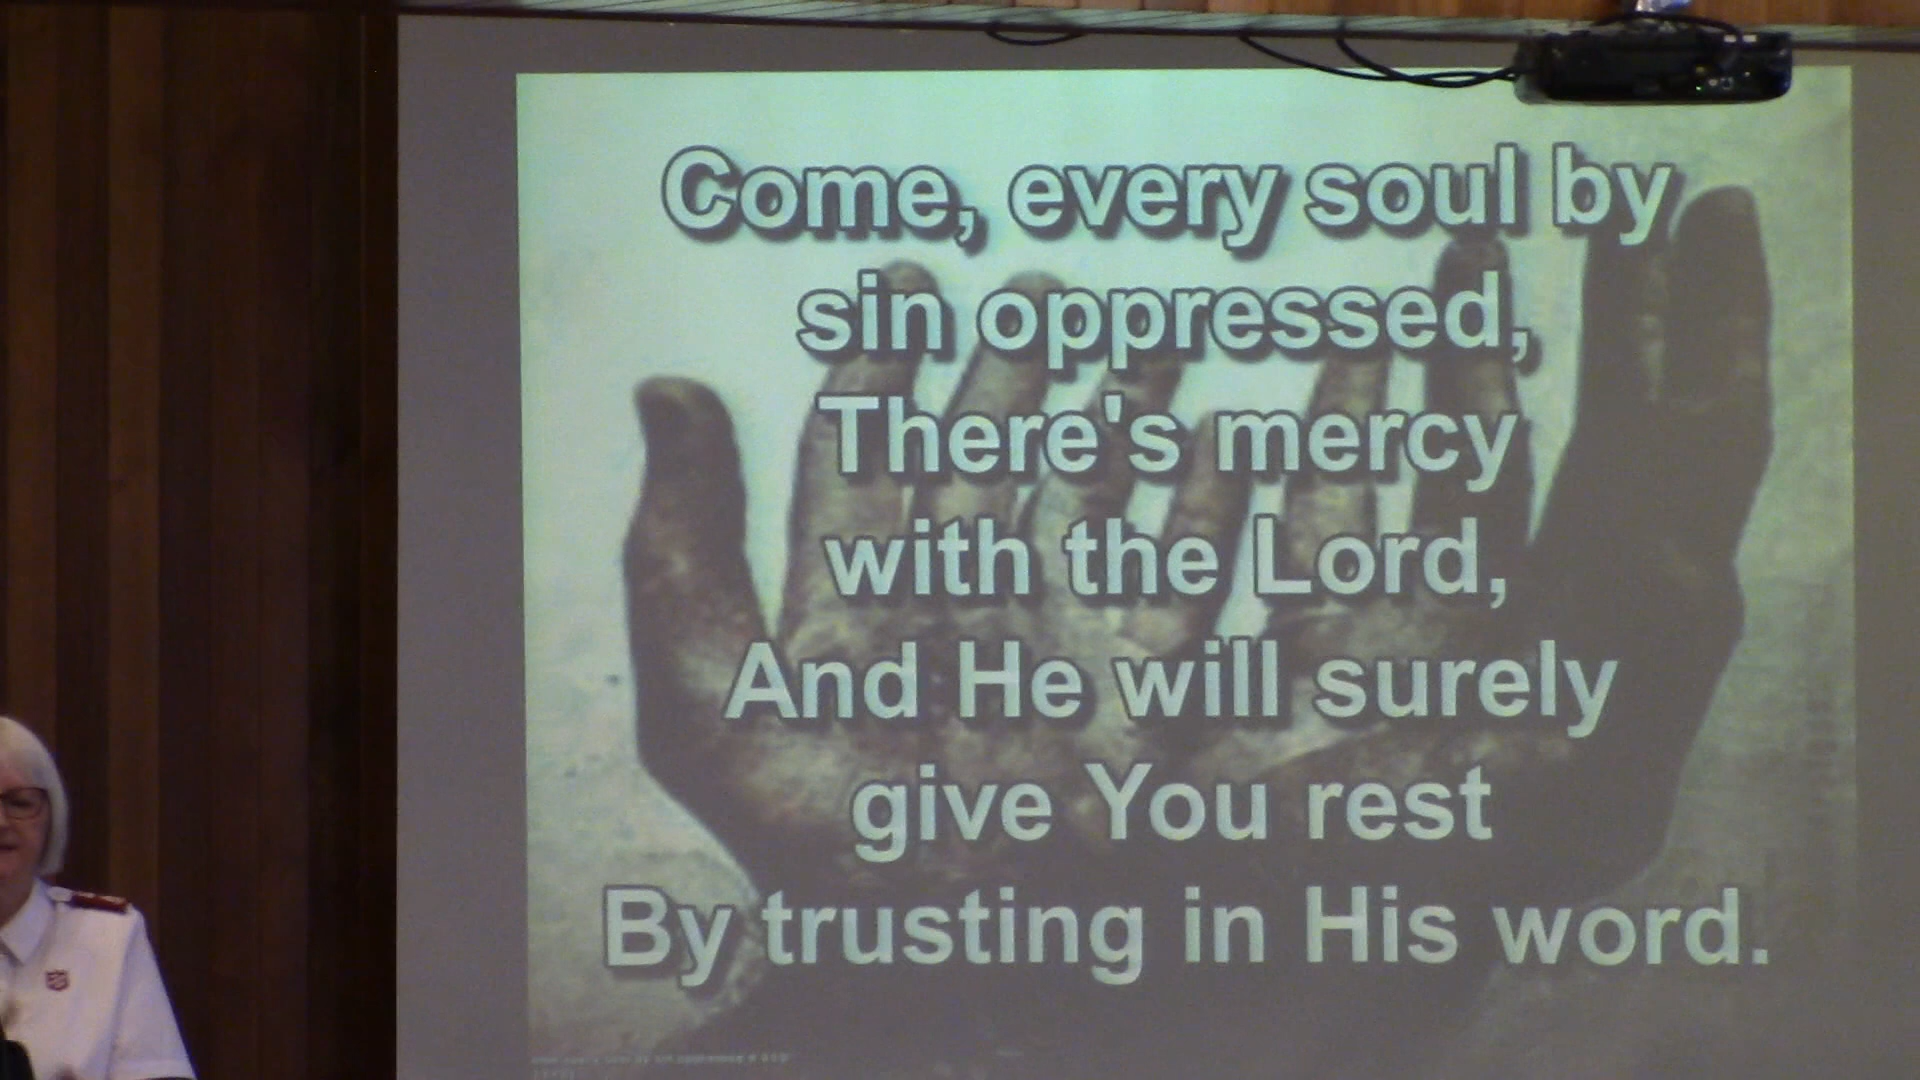 Come, every soul by
sin oppressed,
There's mercy
with the Lord,
And He will surely
give You rest
By trusting in His word.